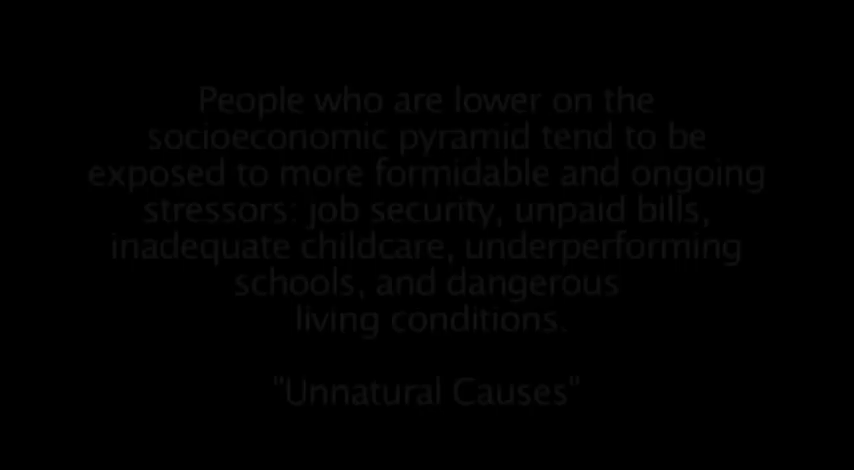 People who are lower on the
socioeconomic pyramid tend to be
exposed to more formidable and ongoing
stressors: job security, unpaid bills,
inadequate childcare, underperforming
schools, and dangerous
living conditions.
"Unnatural Causes"